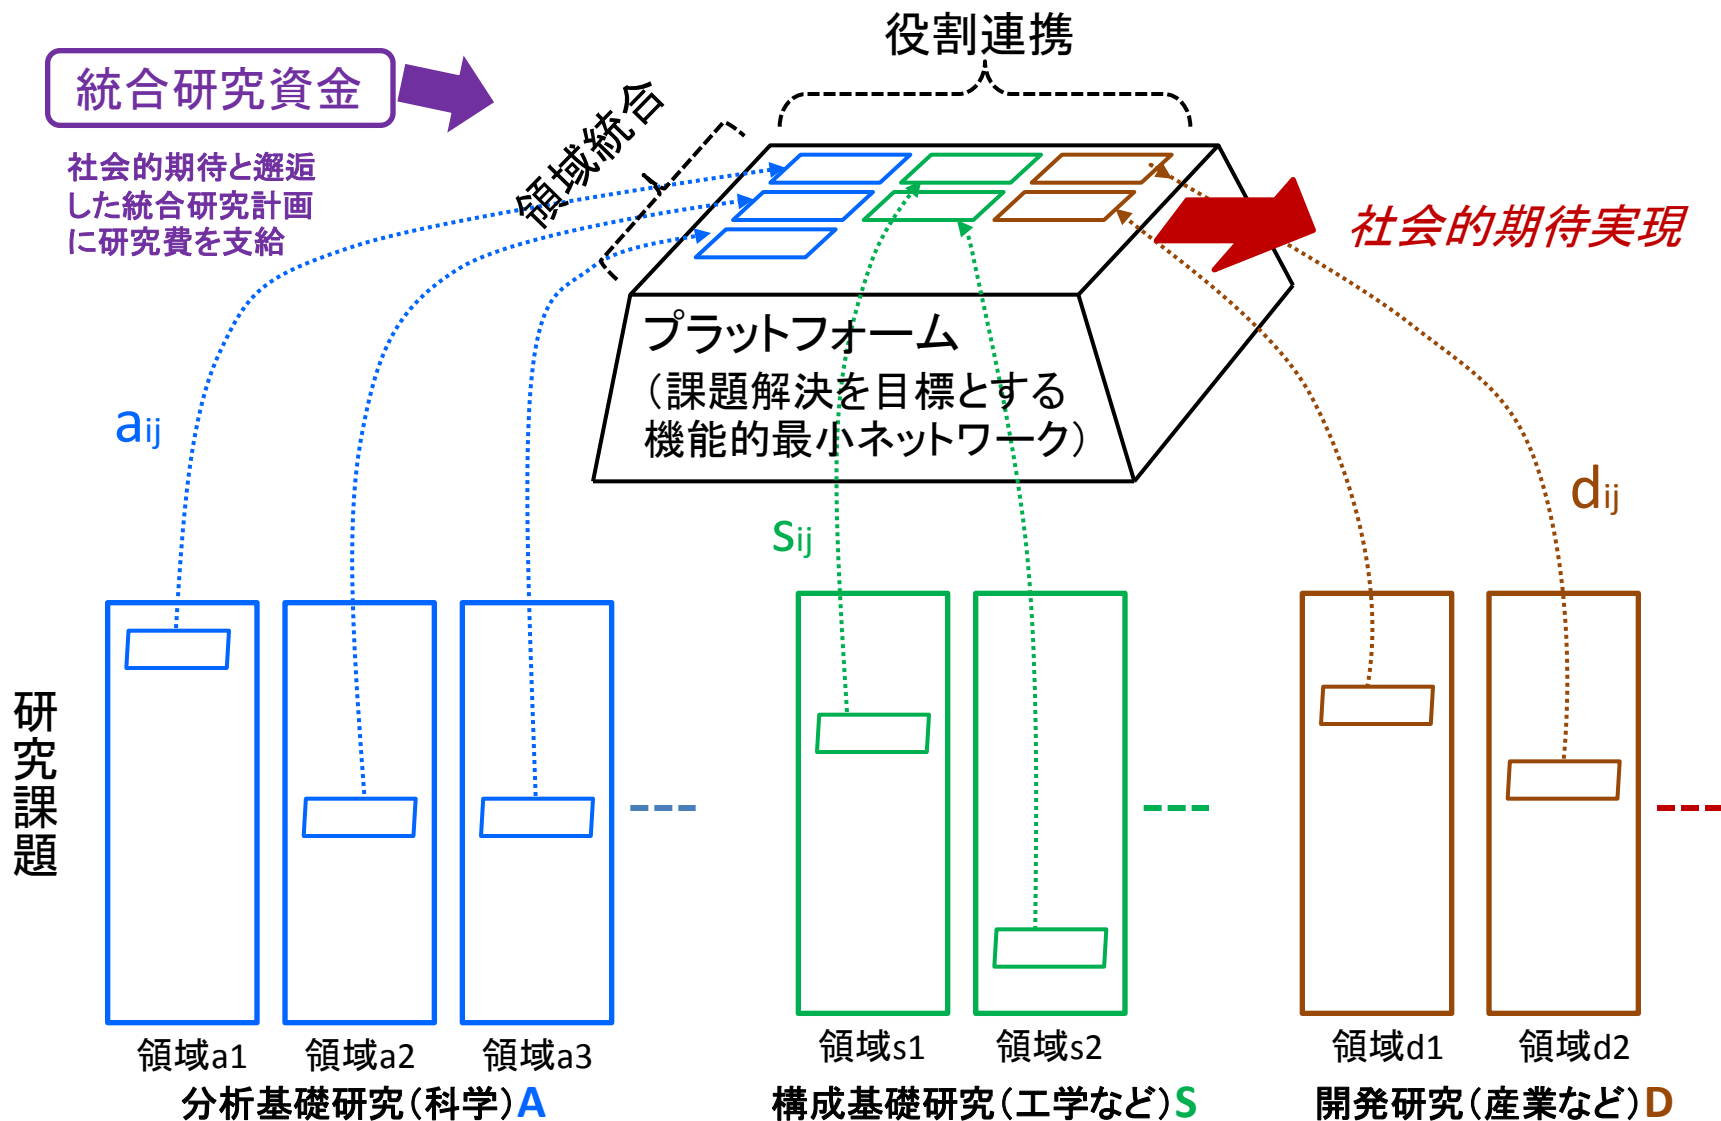 役割連携
統合研究資金
領域統合
社会的期待と邂逅
した統合研究計画
に研究費を支給
社会的期待実現
プラットフォーム
（課題解決を目標とする
機能的最小ネットワーク）
aij
sij
dij
研究課題
領域a1
領域a2
領域a3
領域s1
領域s2
領域d1
領域d2
分析基礎研究（科学）A
構成基礎研究（工学など）S
開発研究（産業など）D